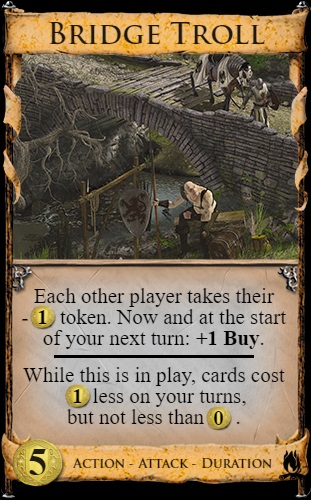 BRIDGE TROLL
Each other player takes their
- 1 token. Now and at the start
of your next turn: +1 Buy.
While this is in play, cards cost
1 less on your turns,
but not less than 0 .
5 ACTION - ATTACK - DURATION